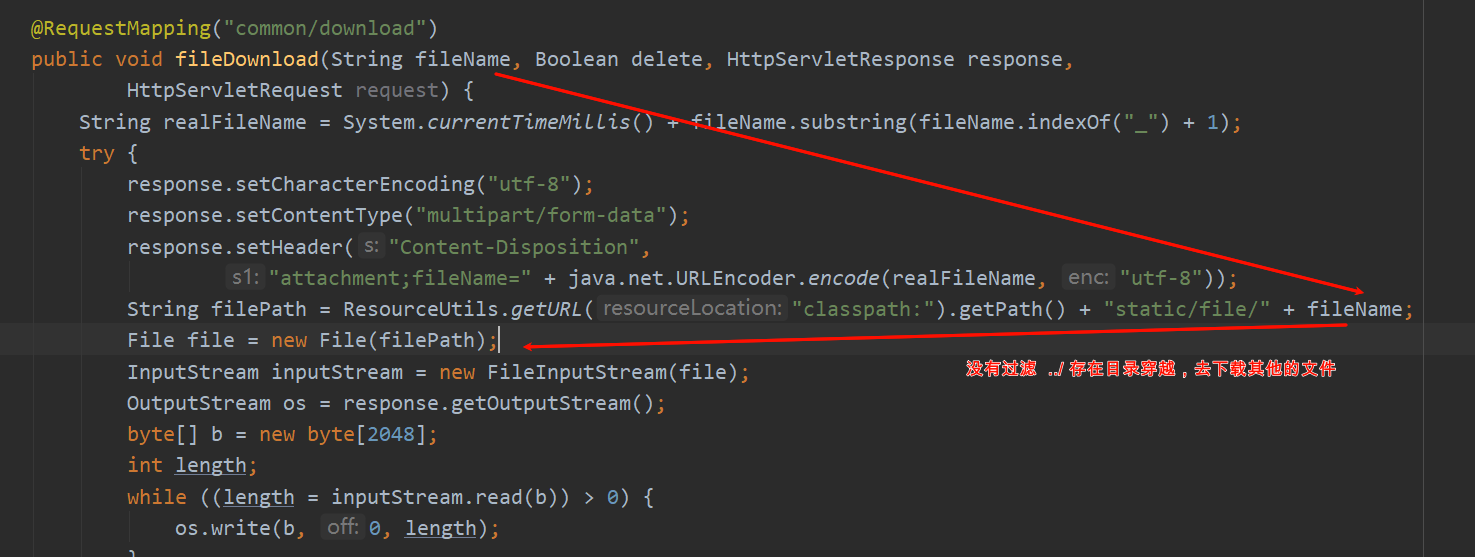 @RequestMapping("common/download")
public void fileDownload(String fileName, Boolean delete, HttpServletResponse response,
HttpServletRequest request) {
String realFileName = System.currentTimeMillis() + fileName.substring(fileName.indexOf("_") + 1);
try {
response.setCharacterEncoding("utf-8");
response.setContentType("multipart/form-data");
response.setHeader( s: "Content-Disposition",
s1: "attachment;fileName=" + java.net.URLEncoder.encode(realFileName, enc: "utf-8"));
String filePath = ResourceUtils.getURL( resourceLocation: "classpath:").getPath() + "static/file/" + fileName;
File file = new File(filePath);
InputStream inputStream = new FileInputStream(file);
没有过滤 ../ 存在目录穿越，去下载其他的文件
OutputStream os = response.getOutputStream();
byte[] b = new byte[2048];
int length;
while ((length = inputStream.read(b)) > 0) {
os.write(b, off: 0, length);
}